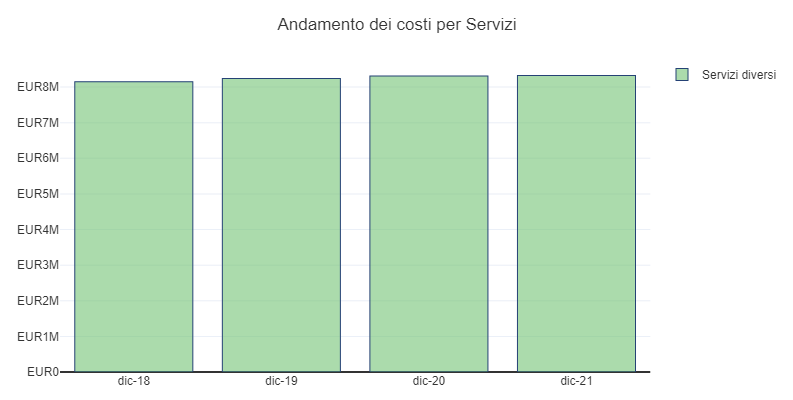 Andamento dei costi per Servizi
Servizi diversi
EUR8M
EUR7M
EUR6M
EUR5M
EUR4M
EUR3M
EUR2M
EUR1M
EUR0
dic-18 dic-19 dic-20 dic-21